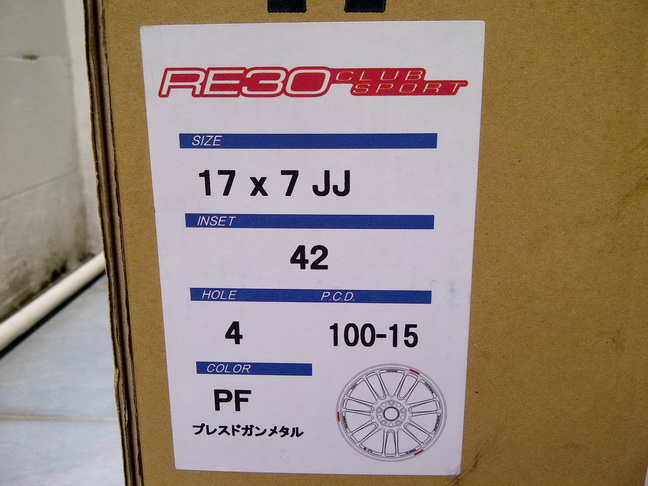 RE30 CLUB SPORT
SIZE
17 x 7 JJ
INSET
42
HOLE P.C.D.
4 100-15
COLOR
PF
プレスドガンメタル